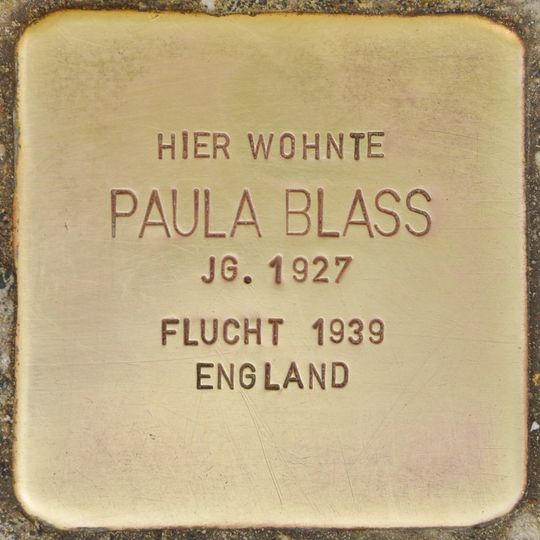 HIER WOHNTE
PAULA BLASS
JG. 1927
FLUCHT 1939
ENGLAND